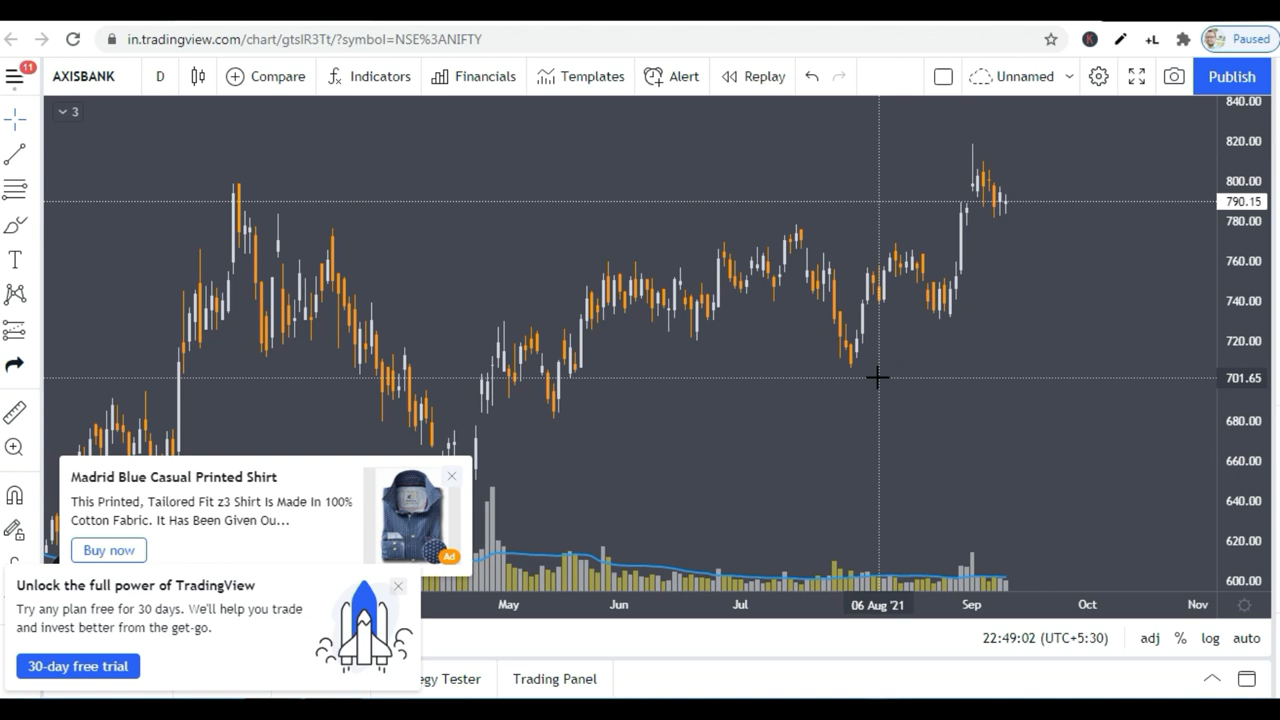 in.tradingview.com/chart/gtslR3Tt/?symbol=NSE%3ANIFTY
K
+L
Paused
11
AXISBANK
D
Compare
Indicators
Financials
Templates
Alert
Replay
Unnamed
Publish
3
840.00
820.00
800.00
790.15
780.00
760.00
740.00
720.00
701.65
680.00
660.00
640.00
620.00
600.00
T
Madrid Blue Casual Printed Shirt
This Printed, Tailored Fit z3 Shirt Is Made In 100%
Cotton Fabric. It Has Been Given Ou...
Buy now
Ad
Unlock the full power of TradingView
Try any plan free for 30 days. We'll help you trade
and invest better from the get-go.
30-day free trial
May
Jun
Jul
06 Aug '21
Sep
Oct
Nov
22:49:02 (UTC+5:30)
adj
%
log
auto
egy Tester
Trading Panel